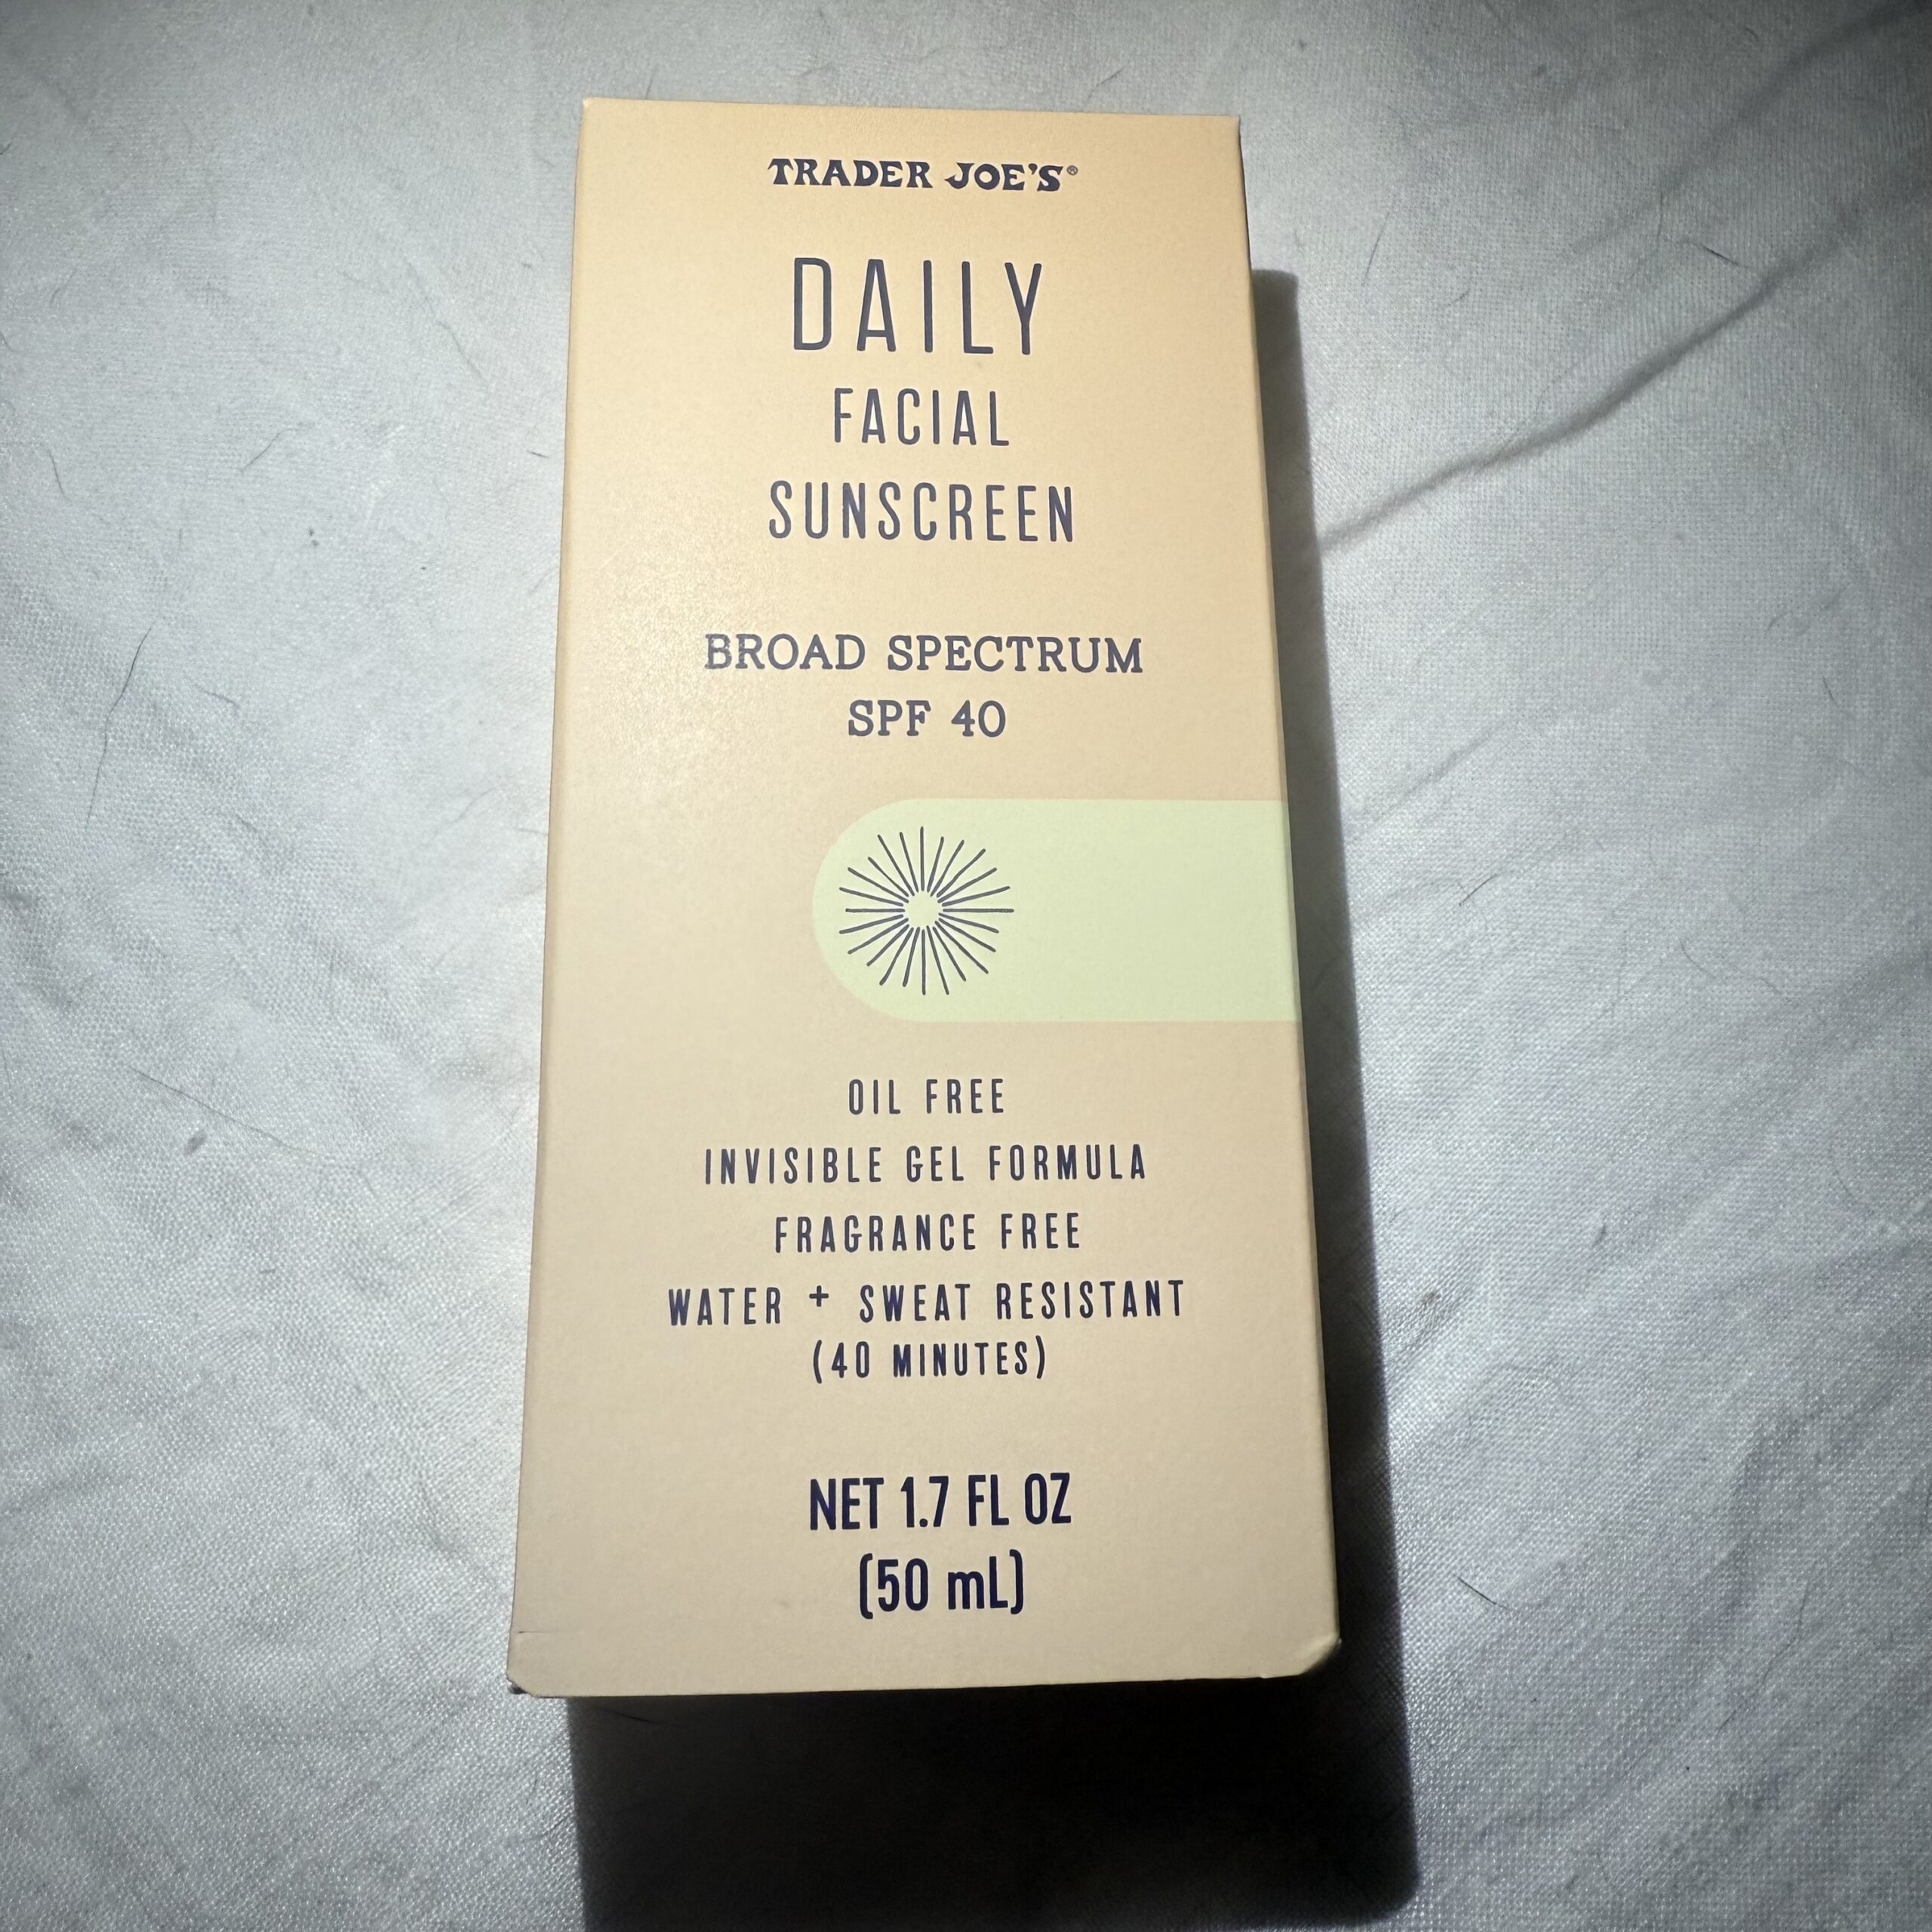 TRADER JOE'S®
DAILY
FACIAL
SUNSCREEN
BROAD SPECTRUM
SPF 40
OIL FREE
INVISIBLE GEL FORMULA
FRAGRANCE FREE
WATER + SWEAT RESISTANT
(40 MINUTES)
NET 1.7 FL OZ
(50 mL)